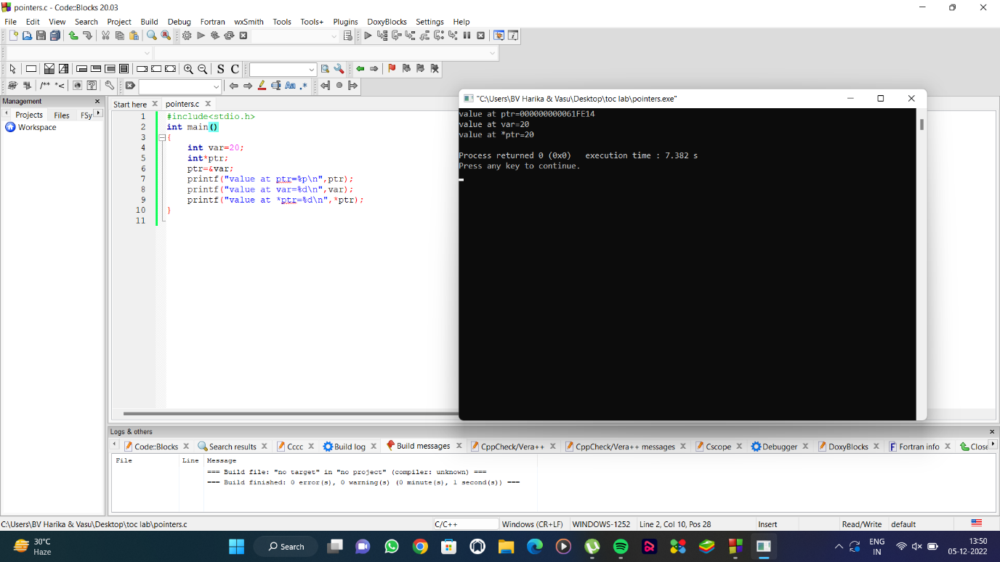 pointers.c - Code::Blocks 20.03
File Edit View Search Project Build Debug Fortran wxSmith Tools Tools+ Plugins DoxyBlocks Settings Help
S C
/** *< Aa .*
Management
Projects Files FSy
Workspace
Start here pointers.c
1 #include<stdio.h>
2 int main()
3 {
4 int var=20;
5 int*ptr;
6 ptr=&var;
7 printf("value at ptr=%p\n",ptr);
8 printf("value at var=%d\n",var);
9 printf("value at *ptr=%d\n",*ptr);
10 }
11
"C:\Users\BV Harika & Vasu\Desktop\toc lab\pointers.exe"
value at ptr=000000000061FE14
value at var=20
value at *ptr=20
Process returned 0 (0x0) execution time : 7.382 s
Press any key to continue.
Logs & others
Code::Blocks Search results Cccc Build log Build messages CppCheck/Vera++ CppCheck/Vera++ messages Cscope Debugger DoxyBlocks Fortran info Close
File Line Message
=== Build file: "no target" in "no project" (compiler: unknown) ===
=== Build finished: 0 error(s), 0 warning(s) (0 minute(s), 1 second(s)) ===
C:\Users\BV Harika & Vasu\Desktop\toc lab\pointers.c C/C++ Windows (CR+LF) WINDOWS-1252 Line 2, Col 10, Pos 28 Insert Read/Write default
30°C
Haze
Search
ENG
IN
13:50
05-12-2022